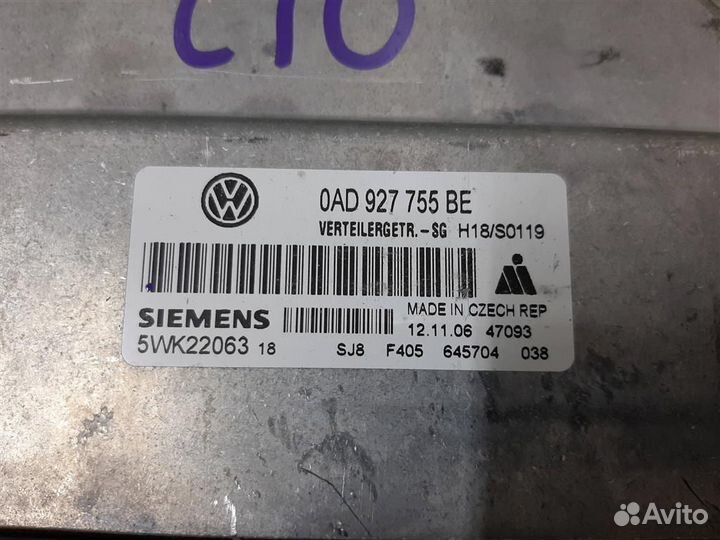 C10
0AD 927 755 BE
VERTEILERGETR.-SG H18/S0119
MADE IN CZECH REP
SIEMENS 12.11.06 47093
5WK22063 18 SJ8 F405 645704 038
Avito